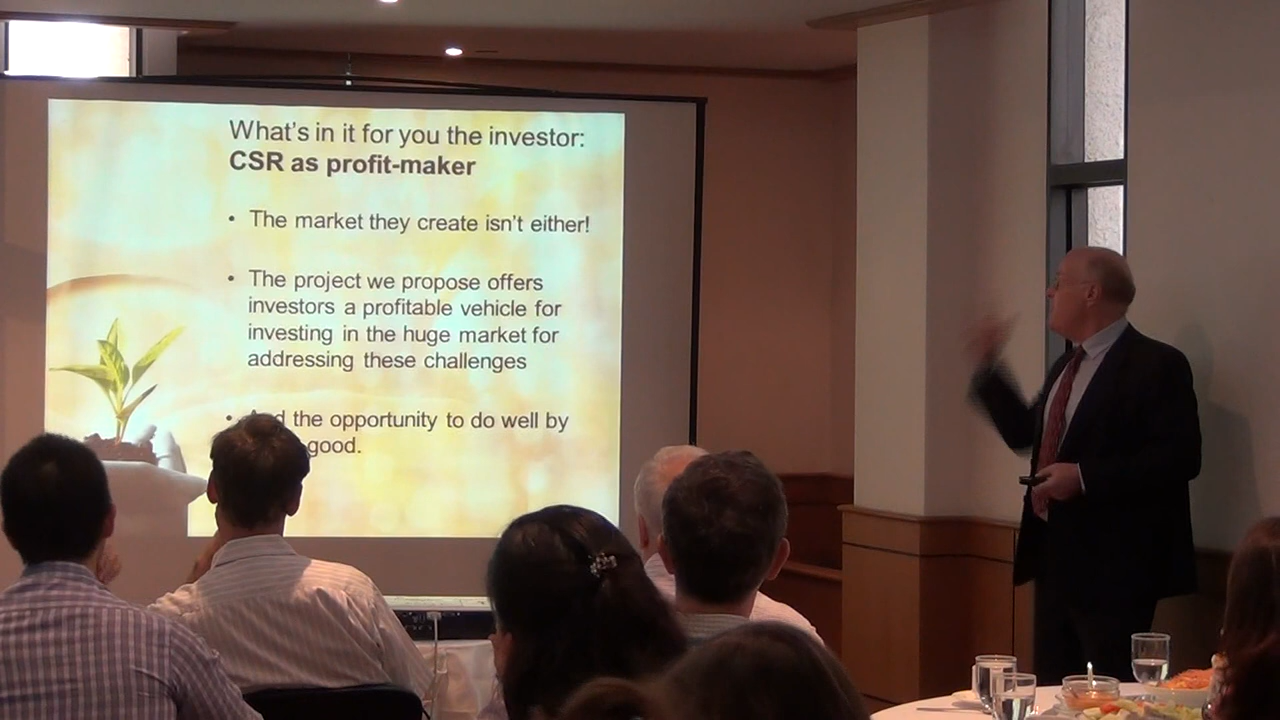 What's in it for you the investor:
CSR as profit-maker
• The market they create isn't either!
• The project we propose offers
investors a profitable vehicle for
investing in the huge market for
addressing these challenges
• the opportunity to do well by
good.